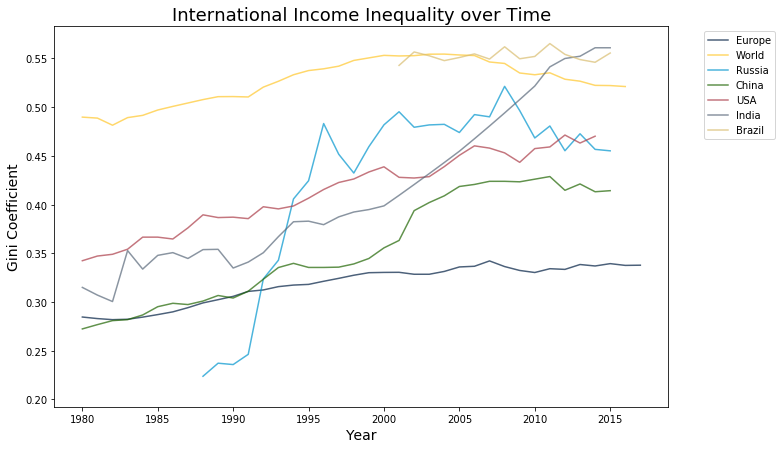 International Income Inequality over Time
Gini Coefficient
0.55
0.50
0.45
0.40
0.35
0.30
0.25
0.20
1980
1985
1990
1995
2000
2005
2010
2015
Year
Europe
World
Russia
China
USA
India
Brazil